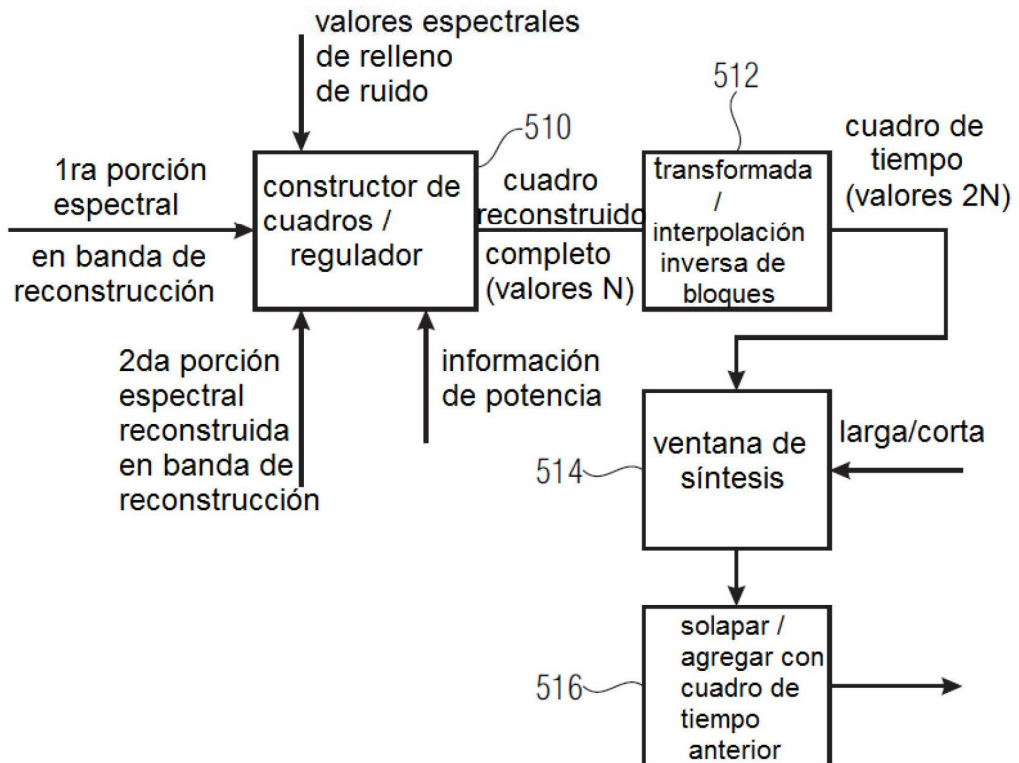 valores espectrales
de relleno
de ruido
510
512
1ra porción
espectral
en banda de
reconstrucción
constructor de
cuadros /
regulador
cuadro
reconstruido
completo
(valores N)
transformada
/
interpolación
inversa de
bloques
cuadro de
tiempo
(valores 2N)
2da porción
espectral
reconstruida
en banda de
reconstrucción
información
de potencia
514
ventana de
síntesis
larga/corta
516
solapar /
agregar con
cuadro de
tiempo
anterior